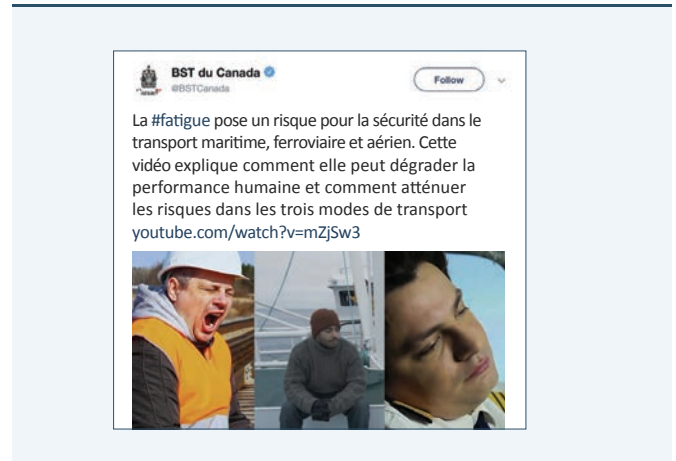 BST du Canada
@BSTCanada
Follow
La #fatigue pose un risque pour la sécurité dans le
transport maritime, ferroviaire et aérien. Cette
vidéo explique comment elle peut dégrader la
performance humaine et comment atténuer
les risques dans les trois modes de transport
youtube.com/watch?v=mZjSw3